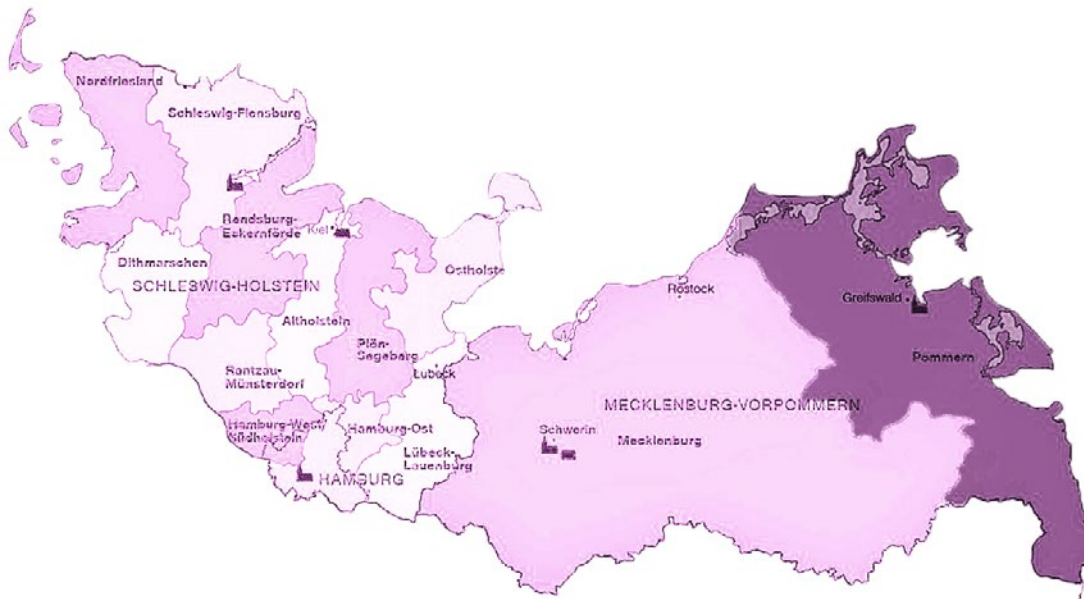 Nordfriesland
Schleswig-Flensburg
Rendsburg-
Eckernförde
Kiel
Dithmarschen
SCHLESWIG-HOLSTEIN
Ostholste
Altholstein
Plön-
Segeberg
Rantzau-
Münsterdorf
Lübeck
Hamburg-West/
Südholstein
Hamburg-Ost
Lübeck-
Lauenburg
HAMBURG
Rostock
Greifswald
Pommern
MECKLENBURG-VORPOMMERN
Schwerin
Mecklenburg